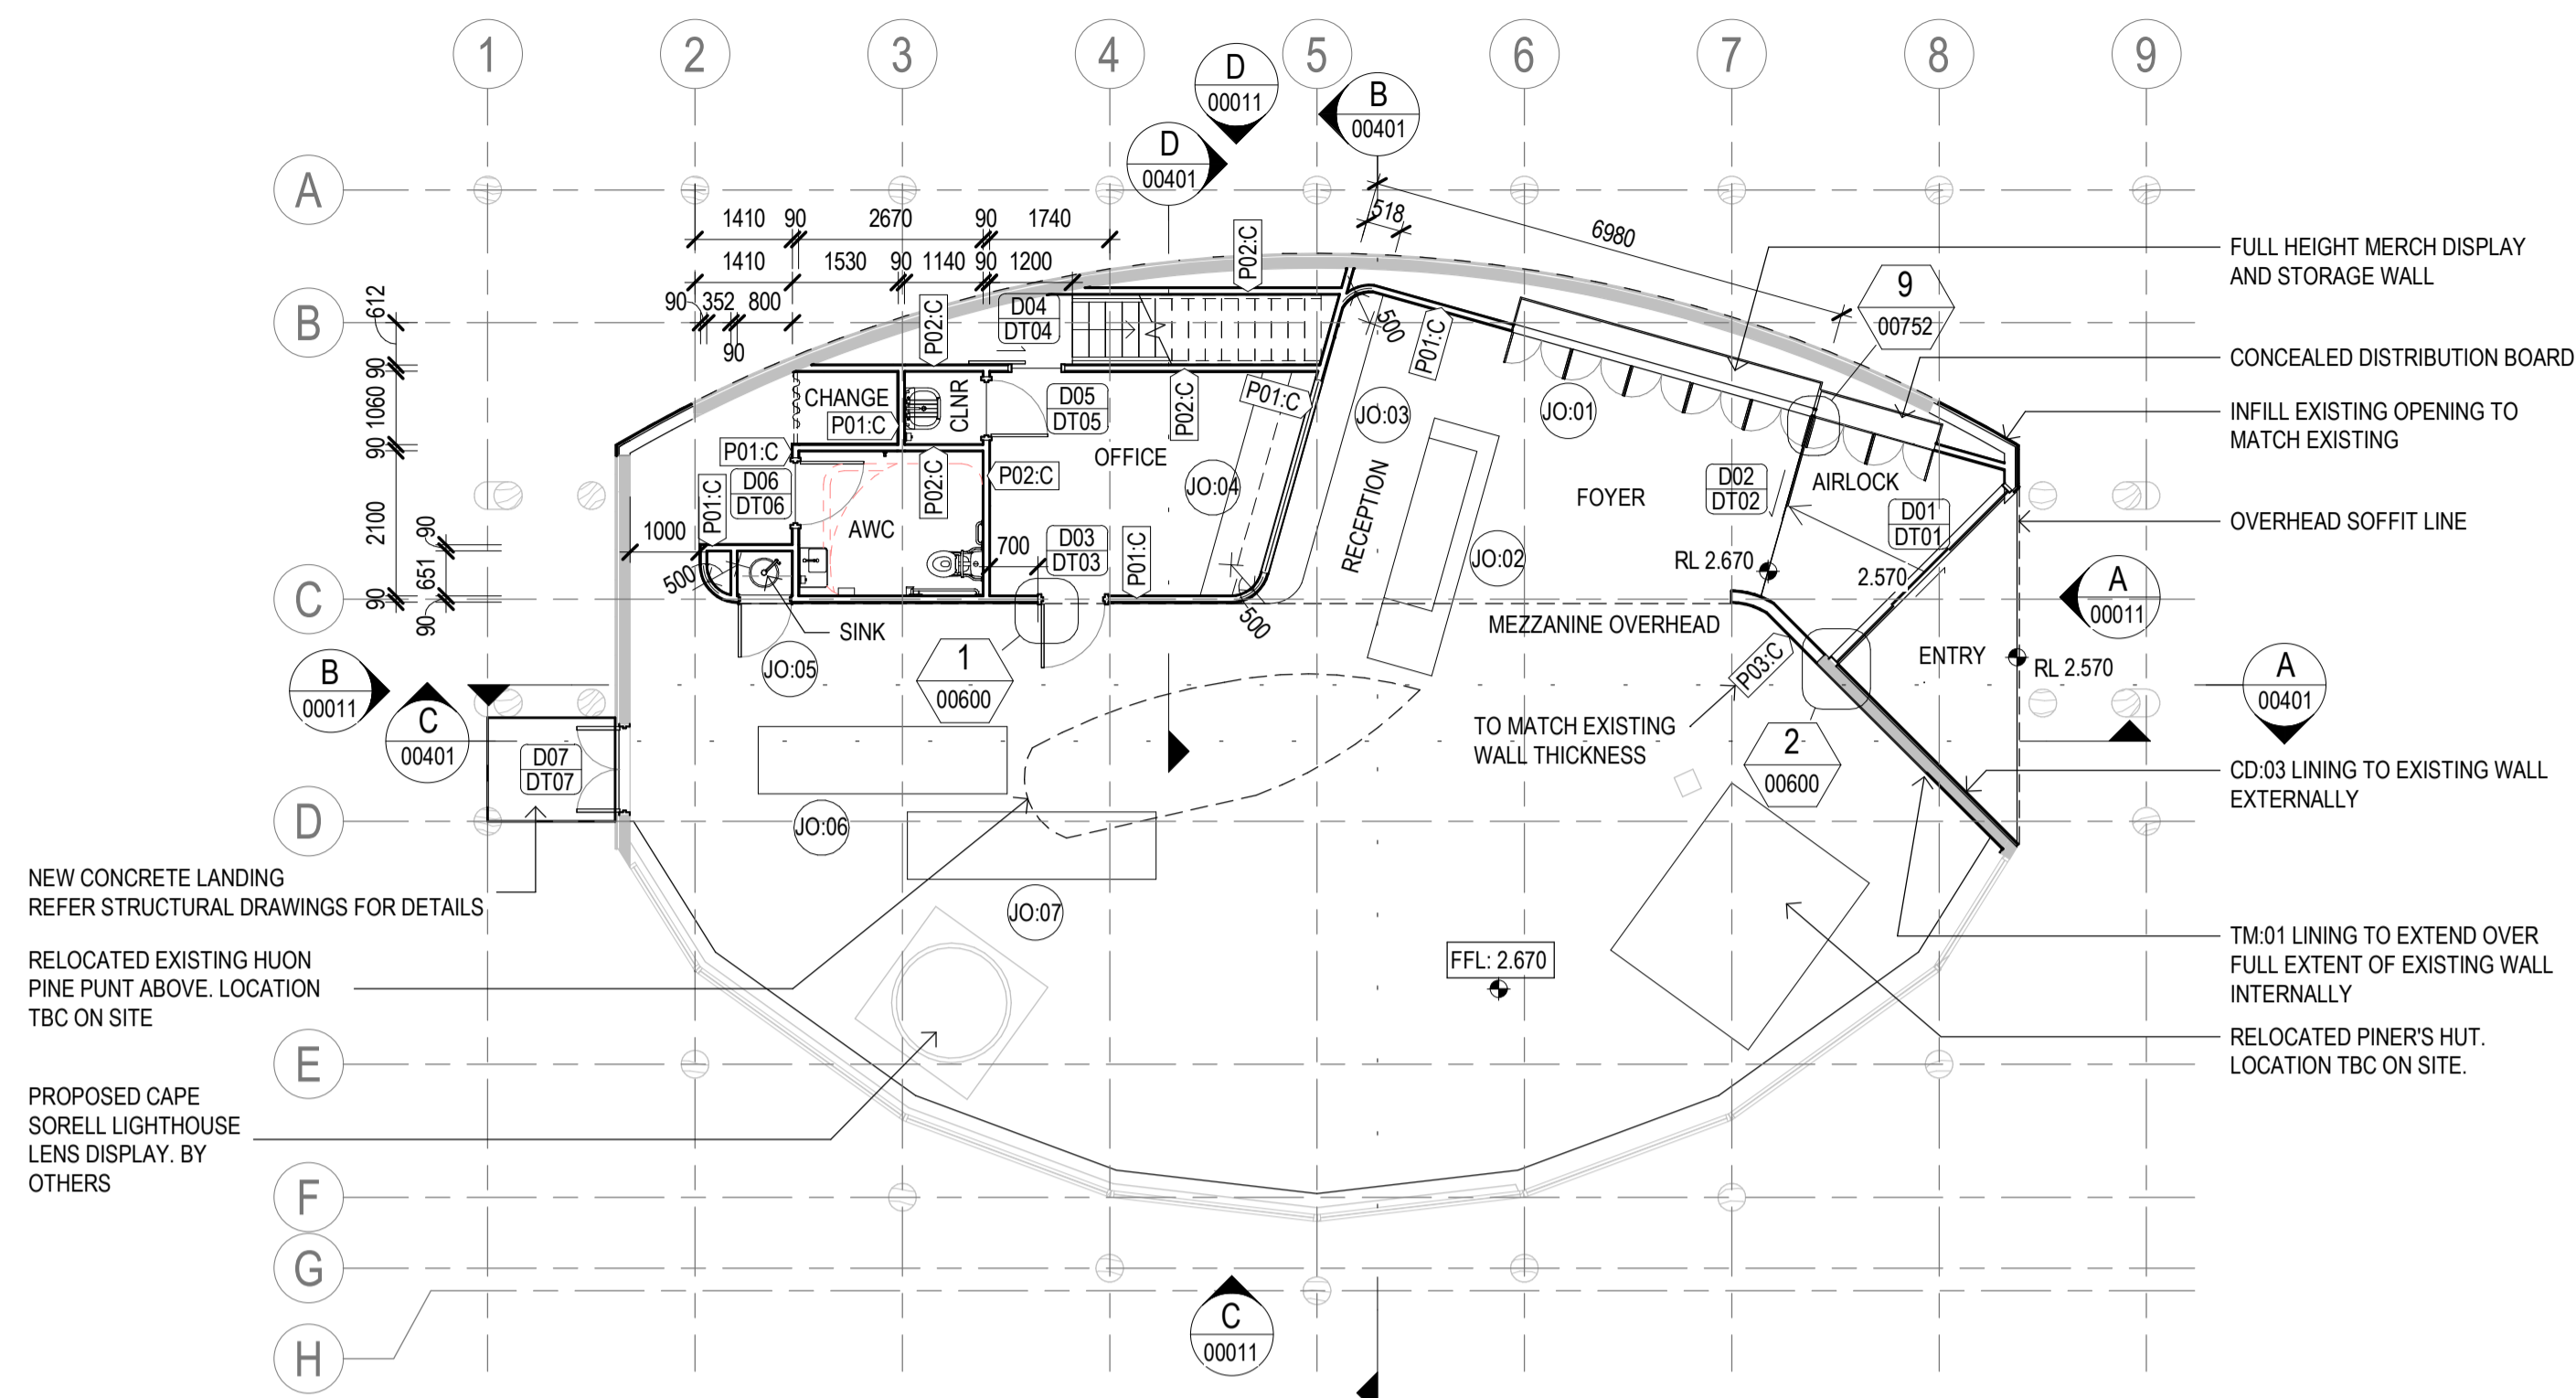 1
2
3
4
5
6
7
8
9
D
00011
B
00401
D
00401
A
1410
90
2670
90
1740
518
6980
1410
1530
90
1140
90
1200
P02:C
FULL HEIGHT MERCH DISPLAY
AND STORAGE WALL
9
00752
90
352
800
90
612
B
D04
DT04
P02:C
500
P01:C
CONCEALED DISTRIBUTION BOARD
90
1060
90
2100
90
651
90
90
CHANGE
P01:C
CLNR
D05
DT05
P02:C
P01:C
JO:03
JO:01
INFILL EXISTING OPENING TO
MATCH EXISTING
P01:C
OFFICE
P01:C
D06
DT06
P02:C
P02:C
JO:04
RECEPTION
FOYER
D02
DT02
AIRLOCK
D01
DT01
OVERHEAD SOFFIT LINE
1000
AWC
700
D03
DT03
P01:C
JO:02
RL 2.670
2.570
500
C
500
SINK
MEZZANINE OVERHEAD
A
00011
B
00011
JO:05
1
00600
P03:C
ENTRY
RL 2.570
A
00401
C
00401
TO MATCH EXISTING
WALL THICKNESS
2
00600
D07
DT07
CD:03 LINING TO EXISTING WALL
EXTERNALLY
D
JO:06
NEW CONCRETE LANDING
REFER STRUCTURAL DRAWINGS FOR DETAILS
JO:07
RELOCATED EXISTING HUON
PINE PUNT ABOVE. LOCATION
TBC ON SITE
FFL: 2.670
TM:01 LINING TO EXTEND OVER
FULL EXTENT OF EXISTING WALL
INTERNALLY
RELOCATED PINER'S HUT.
LOCATION TBC ON SITE.
E
PROPOSED CAPE
SORELL LIGHTHOUSE
LENS DISPLAY. BY
OTHERS
F
G
C
00011
H